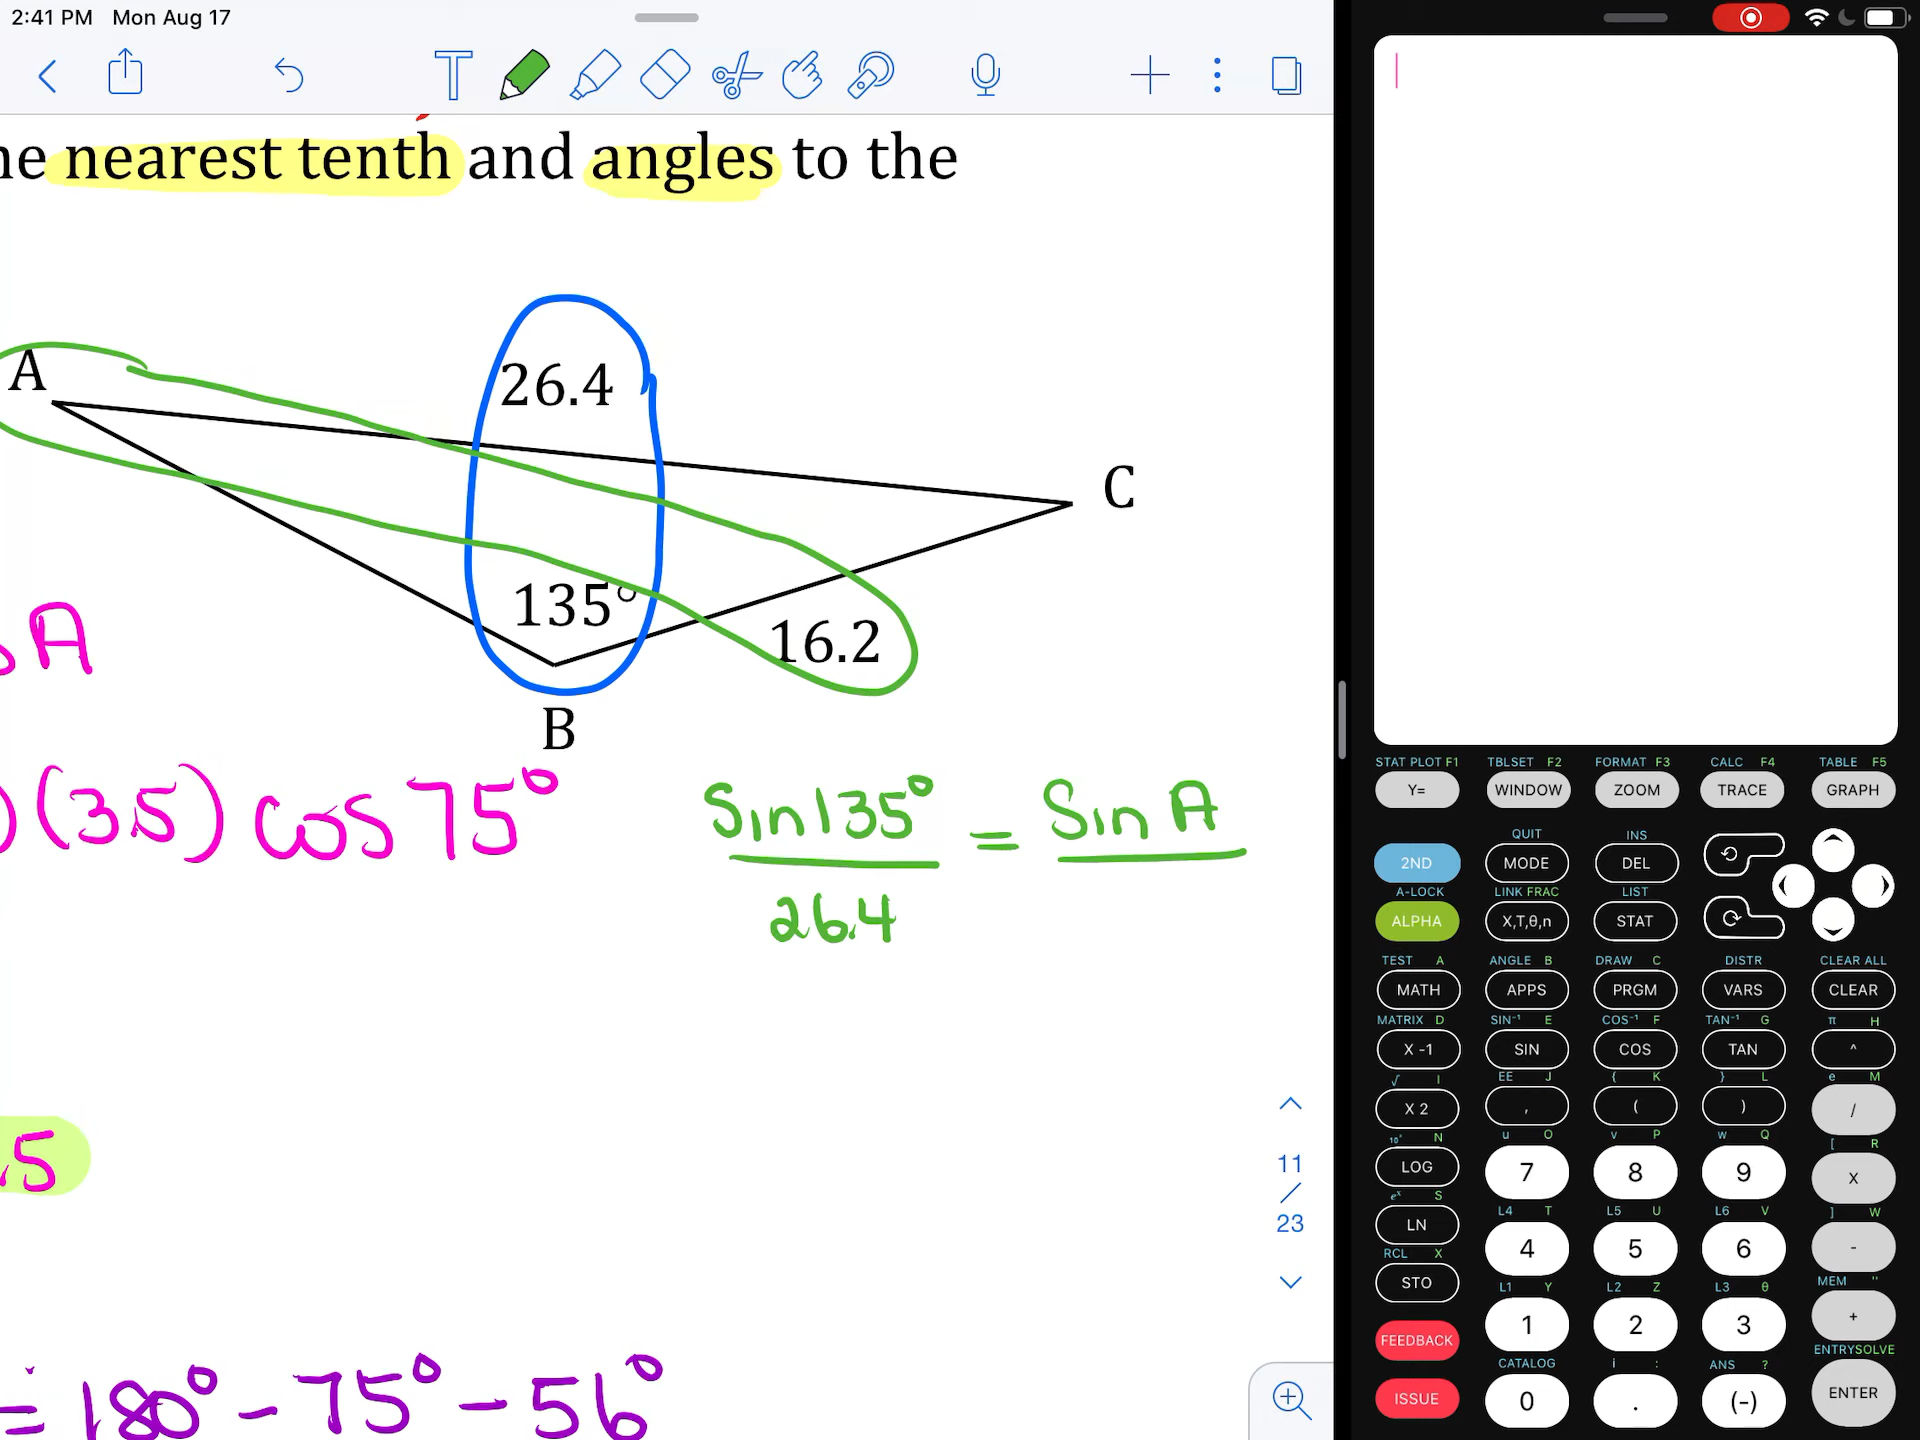 2:41 PM Mon Aug 17
nearest tenth and angles to the
A
26.4
C
135°
16.2
B
A
(35) cos 75°
Sin 135° = Sin A
26.4
.5
= 180° - 75° - 56°
11
/
23
STAT PLOT F1 TBLSET F2 FORMAT F3 CALC F4 TABLE F5
Y= WINDOW ZOOM TRACE GRAPH
QUIT INS
2ND MODE DEL
A-LOCK LINK FRAC LIST
ALPHA X,T,θ,n STAT
TEST A ANGLE B DRAW C DISTR CLEAR ALL
MATH APPS PRGM VARS CLEAR
MATRIX D SIN⁻¹ E COS⁻¹ F TAN⁻¹ G π H
X -1 SIN COS TAN ^
√ I EE J { K } L e M
X 2 , ( ) /
10ˣ N u O v P w Q [ R
LOG 7 8 9 X
eˣ S L4 T L5 U L6 V ] W
LN 4 5 6 -
RCL X L1 Y L2 Z L3 θ MEM "
STO 1 2 3 +
FEEDBACK
CATALOG i : ANS ? ENTRY SOLVE
ISSUE 0 . (-) ENTER